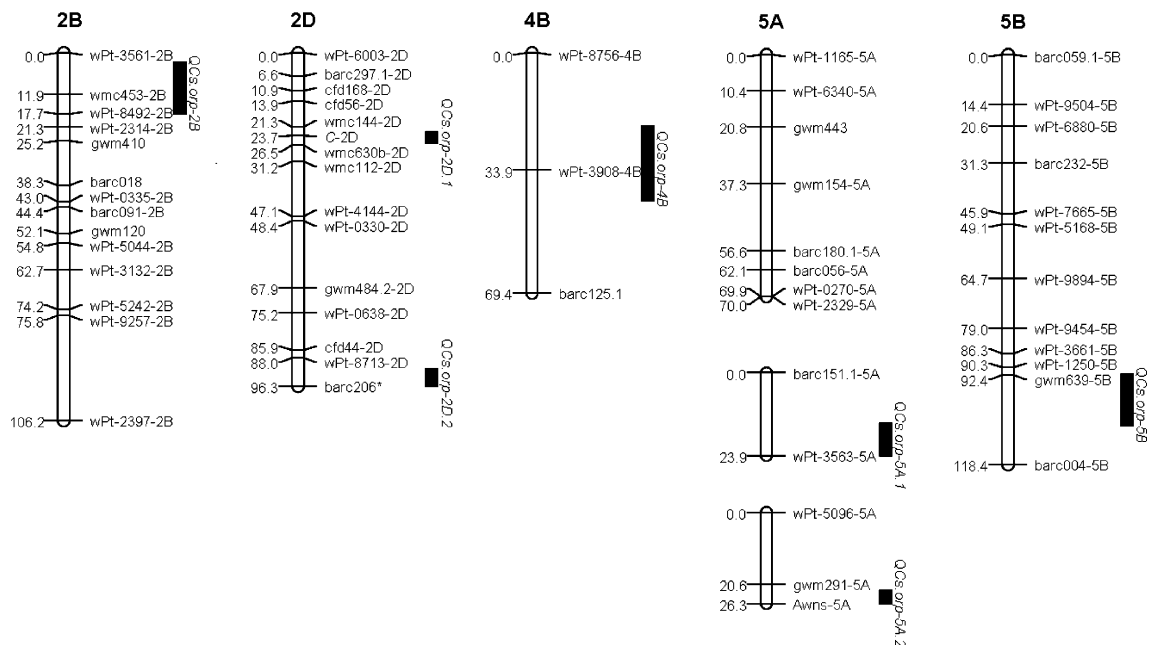 2B
0.0 wPt-3561-2B
11.9 wmc453-2B
17.7 wPt-8492-2B
21.3 wPt-2314-2B
25.2 gwm410
38.3 barc018
43.0 wPt-0335-2B
44.4 barc091-2B
52.1 gwm120
54.8 wPt-5044-2B
62.7 wPt-3132-2B
74.2 wPt-5242-2B
75.8 wPt-9257-2B
106.2 wPt-2397-2B
QCs.orp-2B
2D
0.0 wPt-6003-2D
6.6 barc297.1-2D
10.9 cfd168-2D
13.9 cfd56-2D
21.3 wmc144-2D
23.7 C-2D
26.5 wmc630b-2D
31.2 wmc112-2D
47.1 wPt-4144-2D
48.4 wPt-0330-2D
67.9 gwm484.2-2D
75.2 wPt-0638-2D
85.9 cfd44-2D
88.0 wPt-8713-2D
96.3 barc206*
QCs.orp-2D.1
QCs.orp-2D.2
4B
0.0 wPt-8756-4B
33.9 wPt-3908-4B
69.4 barc125.1
QCs.orp-4B
5A
0.0 wPt-1165-5A
10.4 wPt-6340-5A
20.8 gwm443
37.3 gwm154-5A
56.6 barc180.1-5A
62.1 barc056-5A
69.9 wPt-0270-5A
70.0 wPt-2329-5A
0.0 barc151.1-5A
23.9 wPt-3563-5A
QCs.orp-5A.1
0.0 wPt-5096-5A
20.6 gwm291-5A
26.3 Awns-5A
QCs.orp-5A.2
5B
0.0 barc059.1-5B
14.4 wPt-9504-5B
20.6 wPt-6880-5B
31.3 barc232-5B
45.9 wPt-7665-5B
49.1 wPt-5168-5B
64.7 wPt-9894-5B
79.0 wPt-9454-5B
86.3 wPt-3661-5B
90.3 wPt-1250-5B
92.4 gwm639-5B
118.4 barc004-5B
QCs.orp-5B